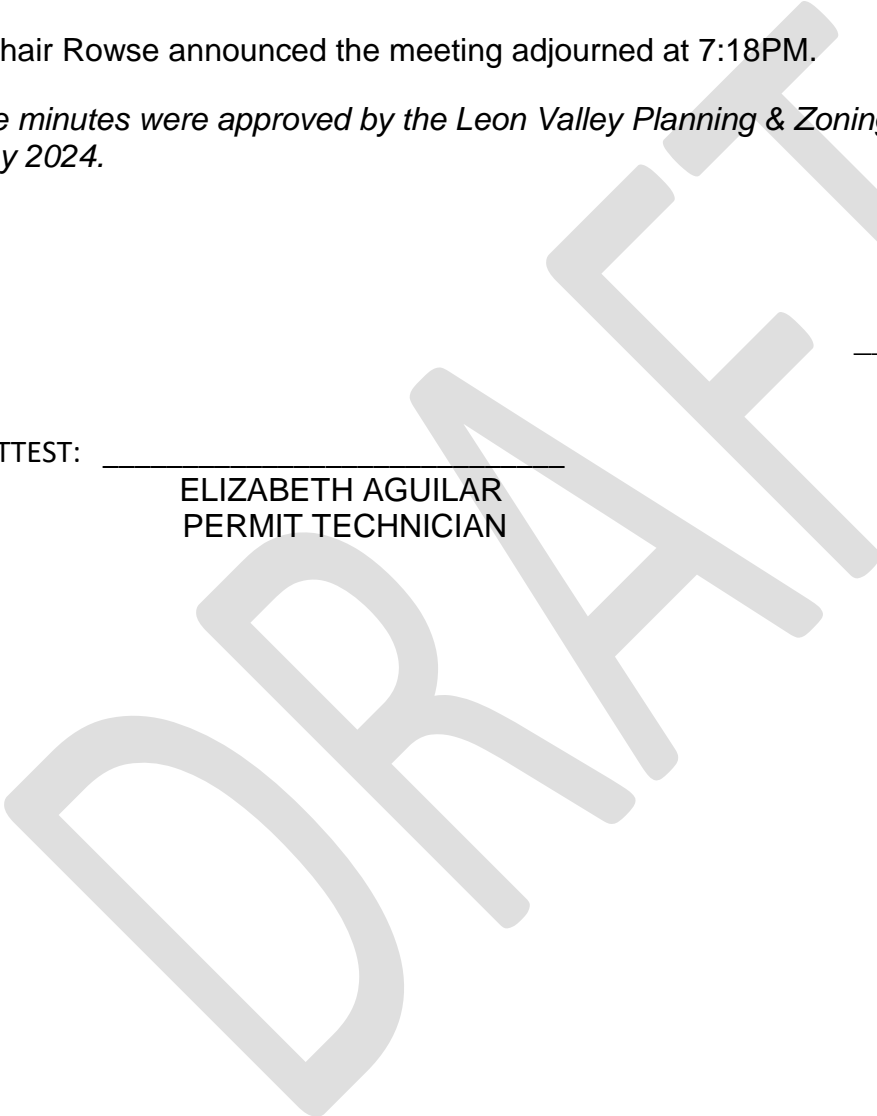 hair Rowse announced the meeting adjourned at 7:18PM.
e minutes were approved by the Leon Valley Planning & Zoning
y 2024.
TTEST: ______________________________
ELIZABETH AGUILAR
PERMIT TECHNICIAN
DRAFT